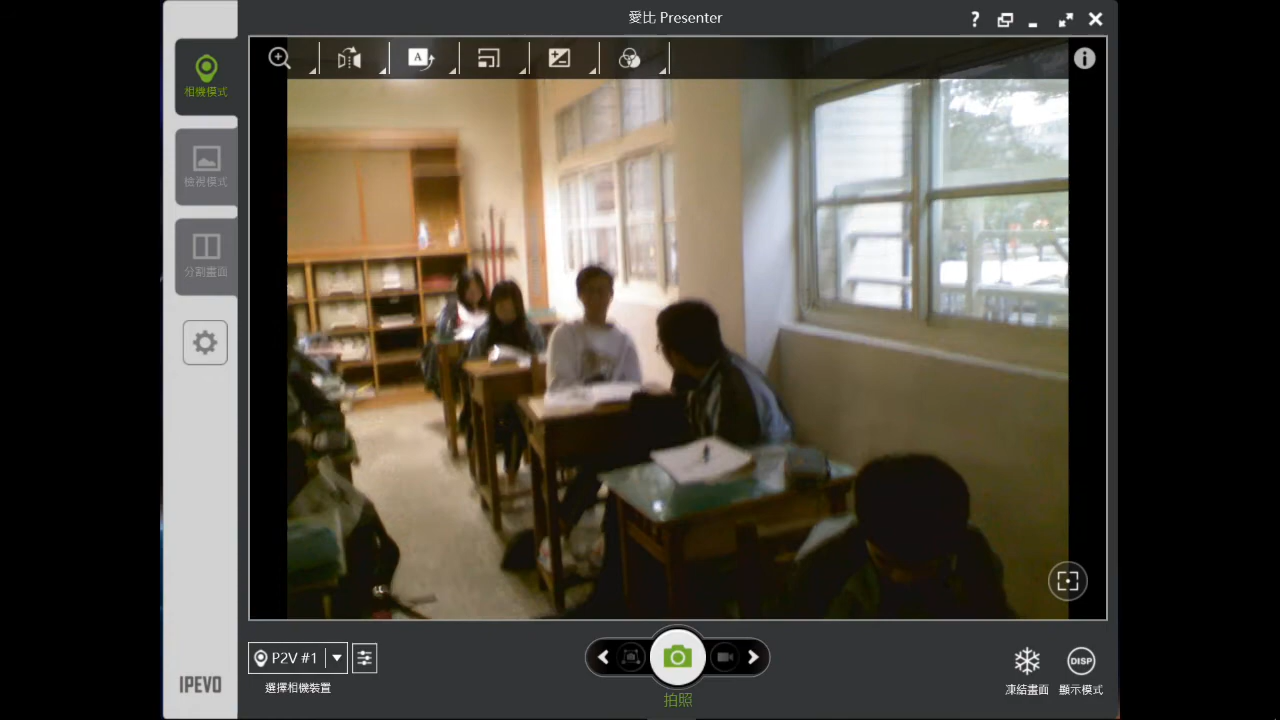 愛比 Presenter
?
相機模式
A
i
檢視模式
分割畫面
P2V #1
選擇相機裝置
IPEVO
拍照
DISP
凍結畫面
顯示模式